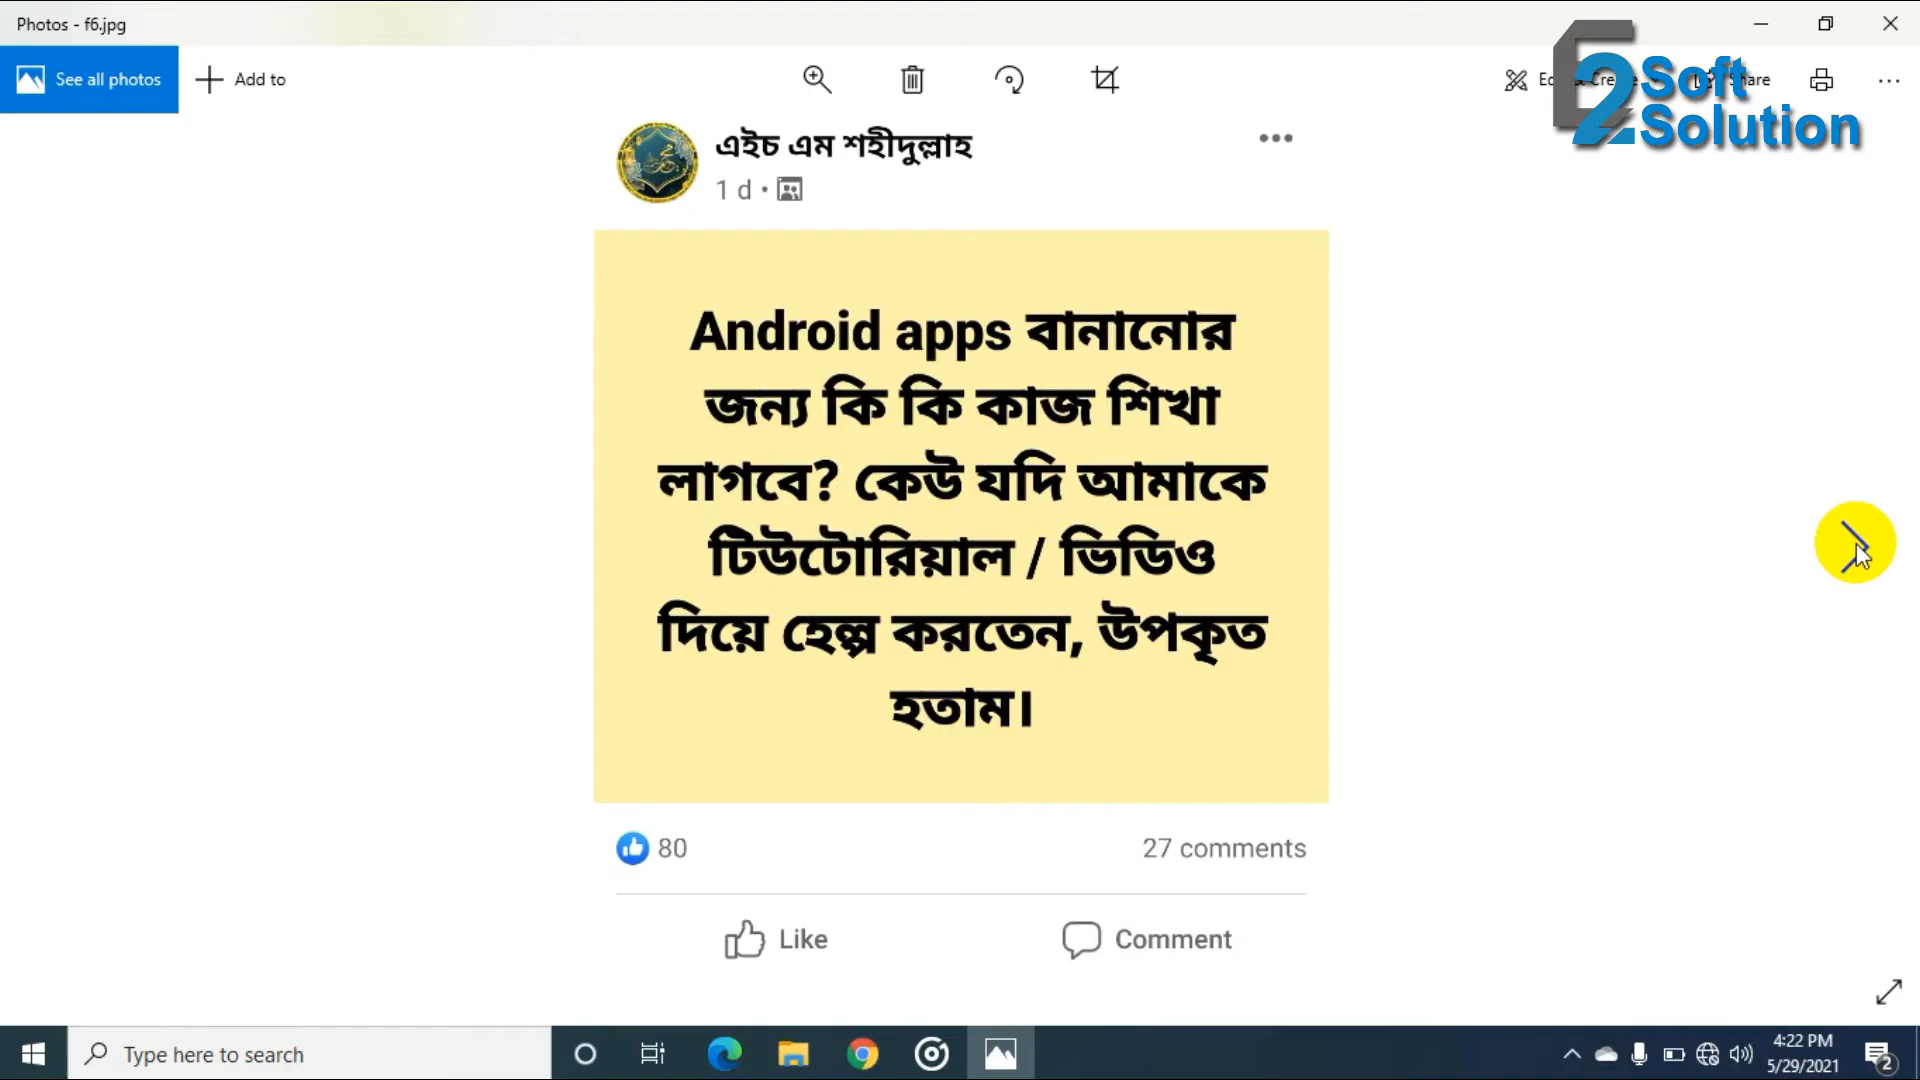 Photos - f6.jpg
See all photos
Add to
Share
Soft
Solution
এইচ এম শহীদুল্লাহ
1 d •
Android apps বানানোর
জন্য কি কি কাজ শিখা
লাগবে? কেউ যদি আমাকে
টিউটোরিয়াল / ভিডিও
দিয়ে হেল্প করতেন, উপকৃত
হতাম।
80
27 comments
Like
Comment
Type here to search
4:22 PM
5/29/2021
2